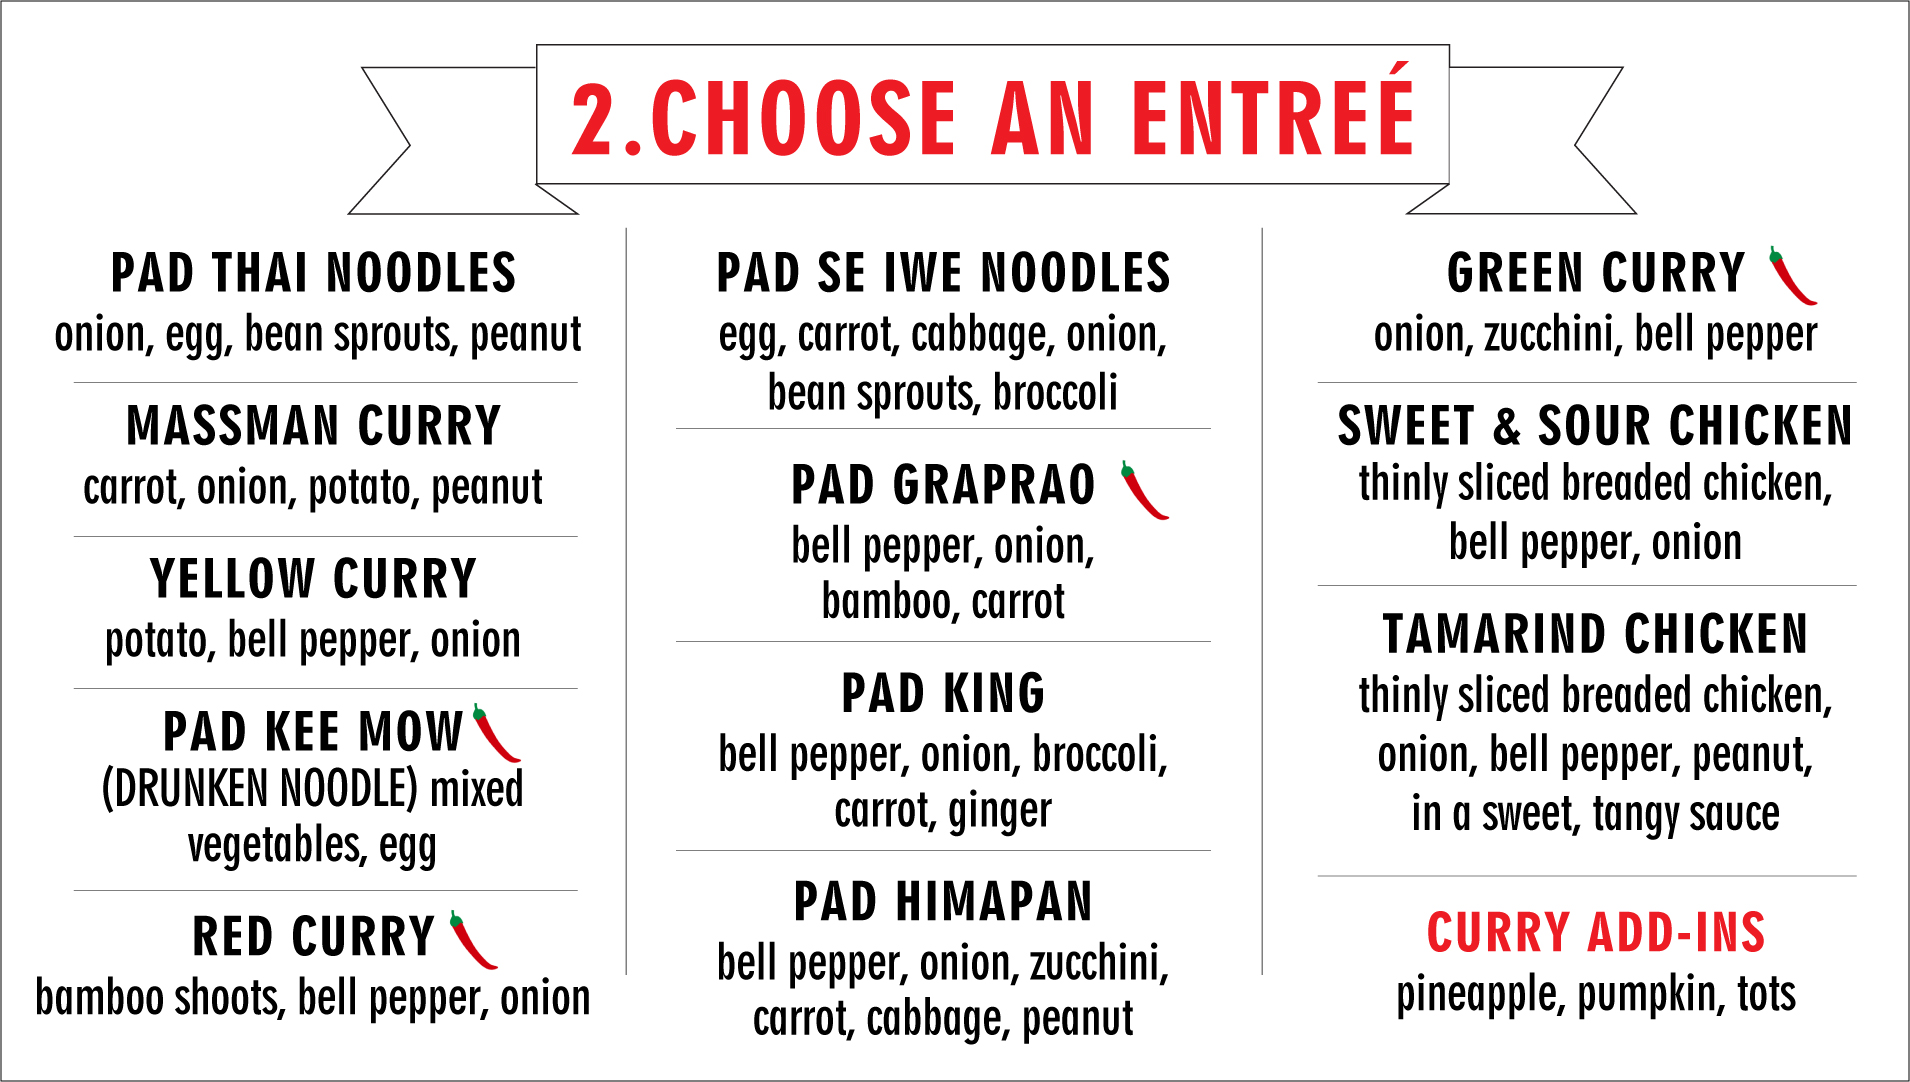 2.CHOOSE AN ENTREÉ
PAD THAI NOODLES
onion, egg, bean sprouts, peanut
MASSMAN CURRY
carrot, onion, potato, peanut
YELLOW CURRY
potato, bell pepper, onion
PAD KEE MOW
(DRUNKEN NOODLE) mixed
vegetables, egg
RED CURRY
bamboo shoots, bell pepper, onion
PAD SE IWE NOODLES
egg, carrot, cabbage, onion,
bean sprouts, broccoli
PAD GRAPRAO
bell pepper, onion,
bamboo, carrot
PAD KING
bell pepper, onion, broccoli,
carrot, ginger
PAD HIMAPAN
bell pepper, onion, zucchini,
carrot, cabbage, peanut
GREEN CURRY
onion, zucchini, bell pepper
SWEET & SOUR CHICKEN
thinly sliced breaded chicken,
bell pepper, onion
TAMARIND CHICKEN
thinly sliced breaded chicken,
onion, bell pepper, peanut,
in a sweet, tangy sauce
CURRY ADD-INS
pineapple, pumpkin, tots